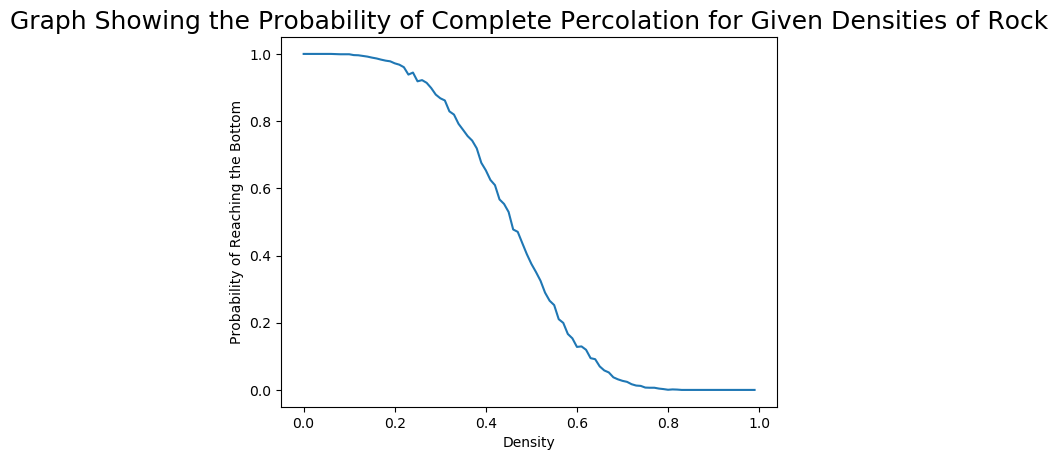 Graph Showing the Probability of Complete Percolation for Given Densities of Rock
1.0
0.8
0.6
0.4
0.2
0.0
Probability of Reaching the Bottom
0.0 0.2 0.4 0.6 0.8 1.0
Density